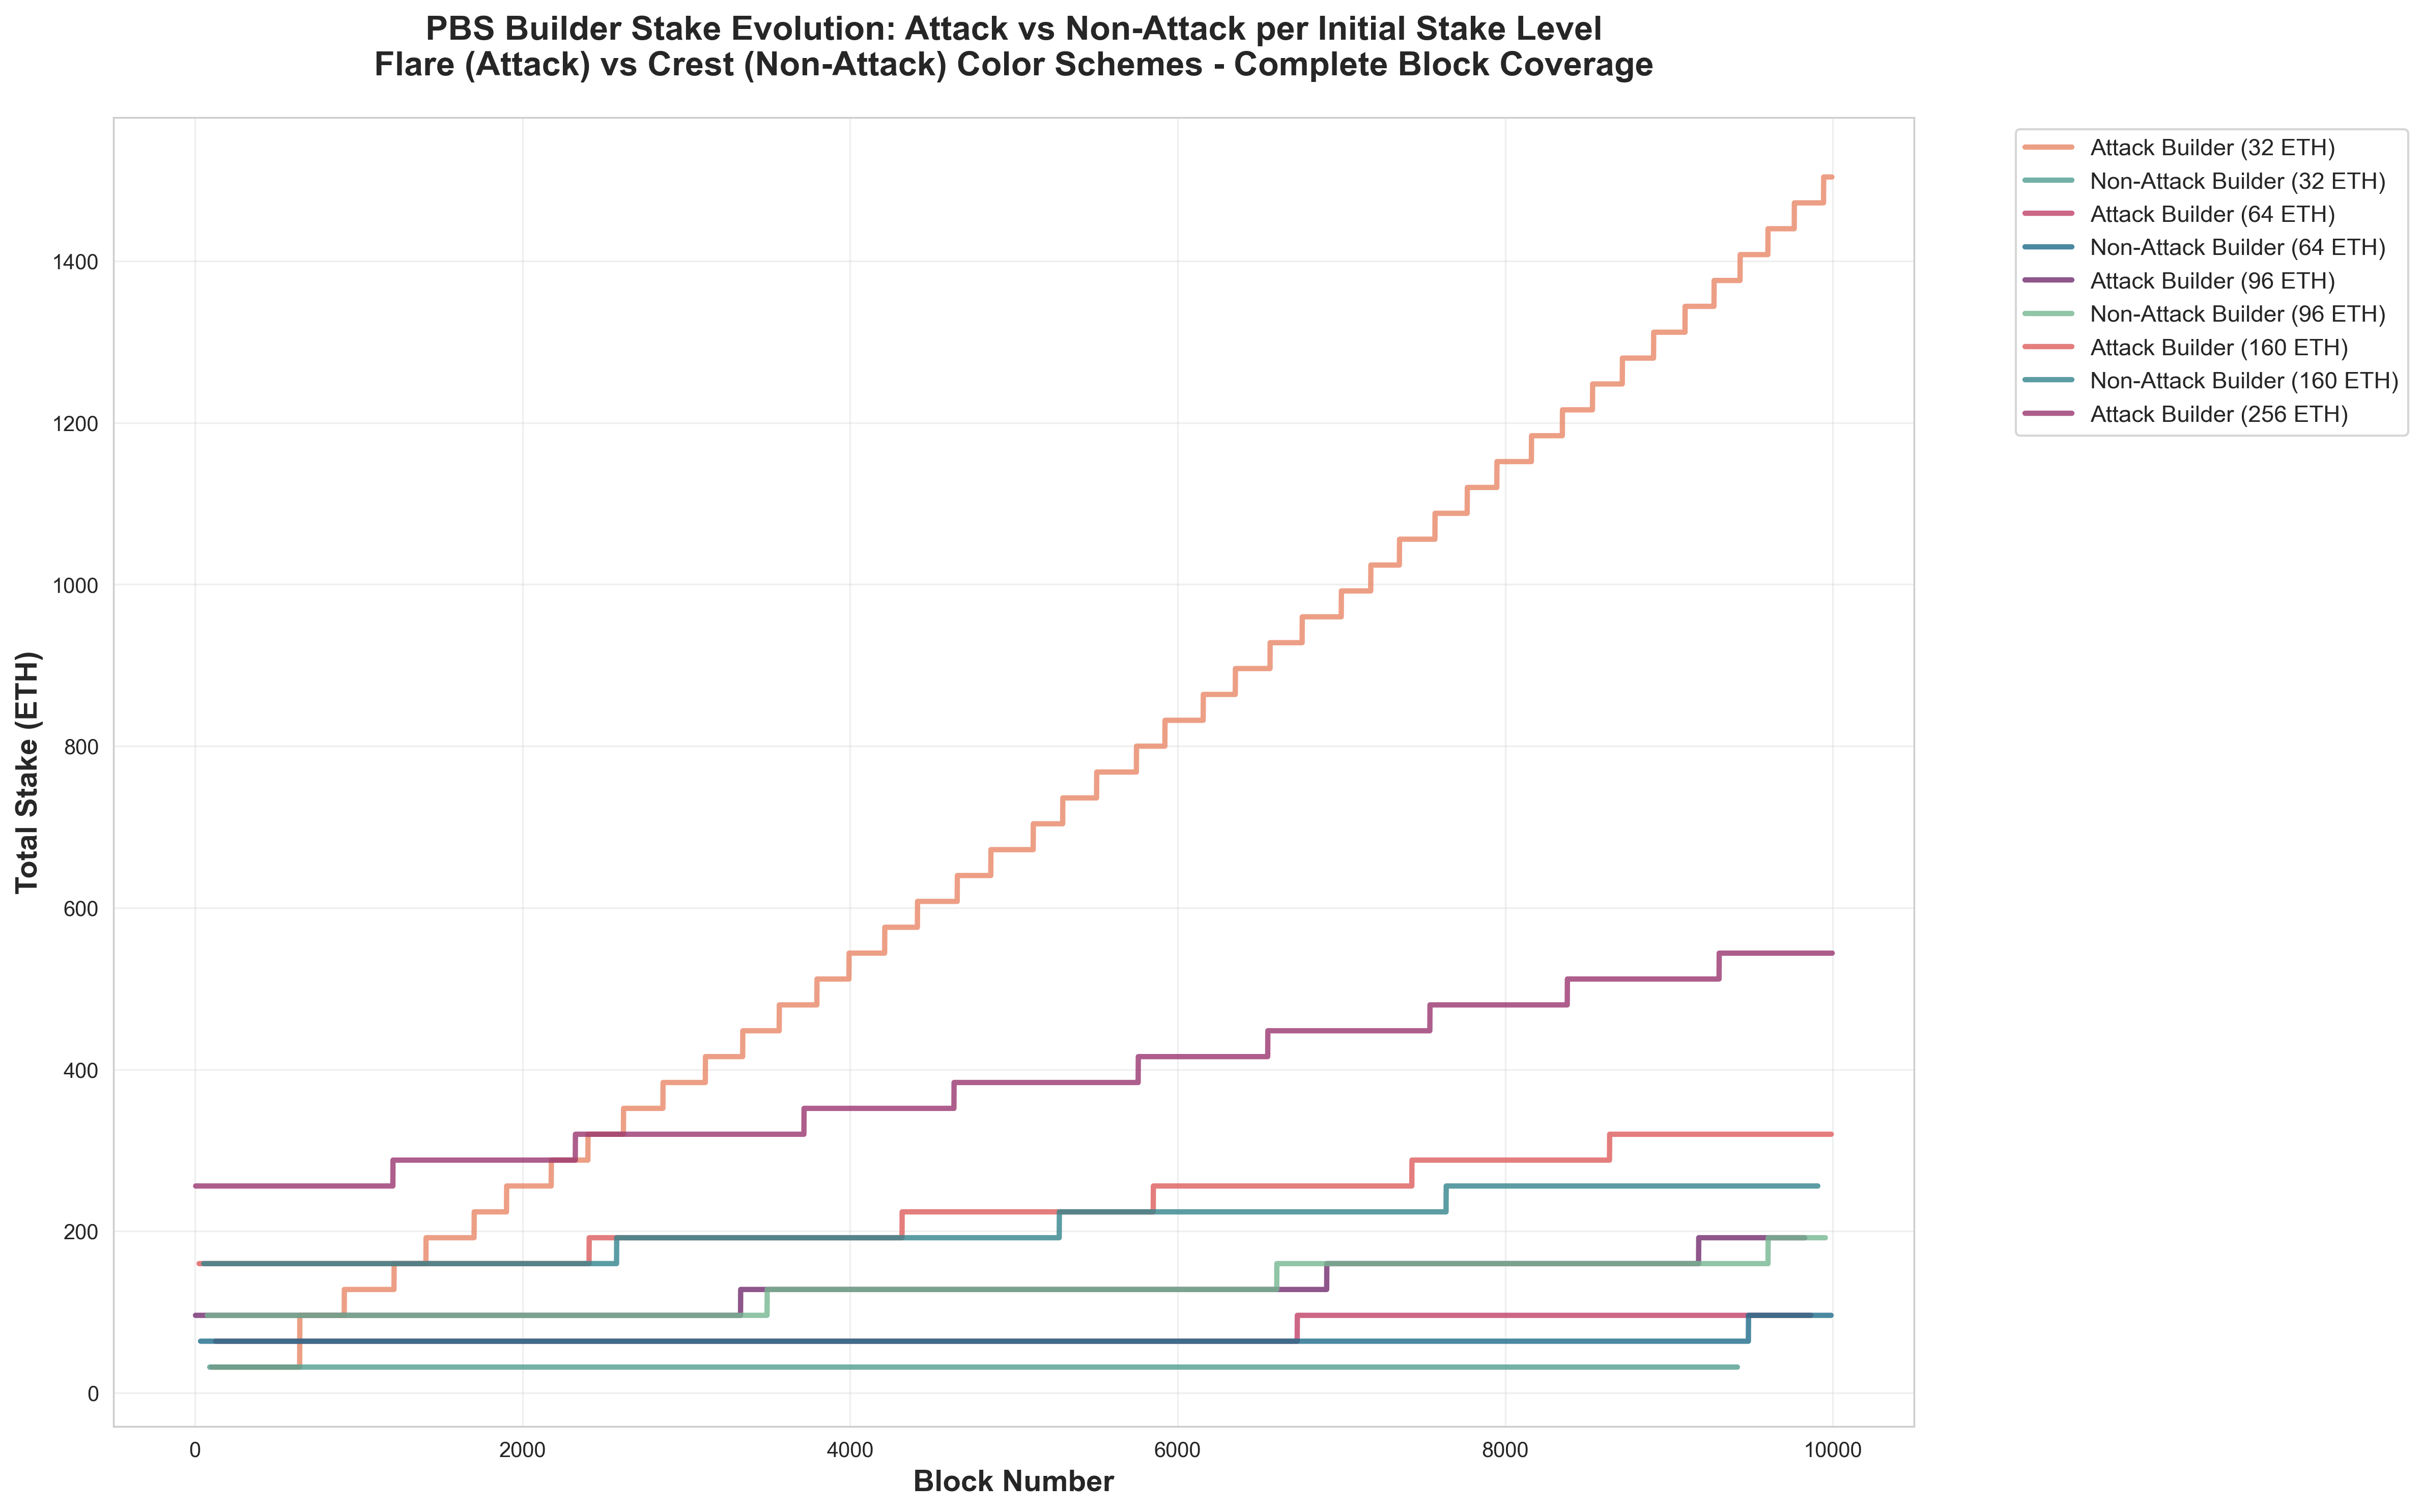 PBS Builder Stake Evolution: Attack vs Non-Attack per Initial Stake Level
Flare (Attack) vs Crest (Non-Attack) Color Schemes - Complete Block Coverage
Attack Builder (32 ETH)
Non-Attack Builder (32 ETH)
Attack Builder (64 ETH)
Non-Attack Builder (64 ETH)
Attack Builder (96 ETH)
Non-Attack Builder (96 ETH)
Attack Builder (160 ETH)
Non-Attack Builder (160 ETH)
Attack Builder (256 ETH)
Total Stake (ETH)
1400
1200
1000
800
600
400
200
0
0
2000
4000
6000
8000
10000
Block Number